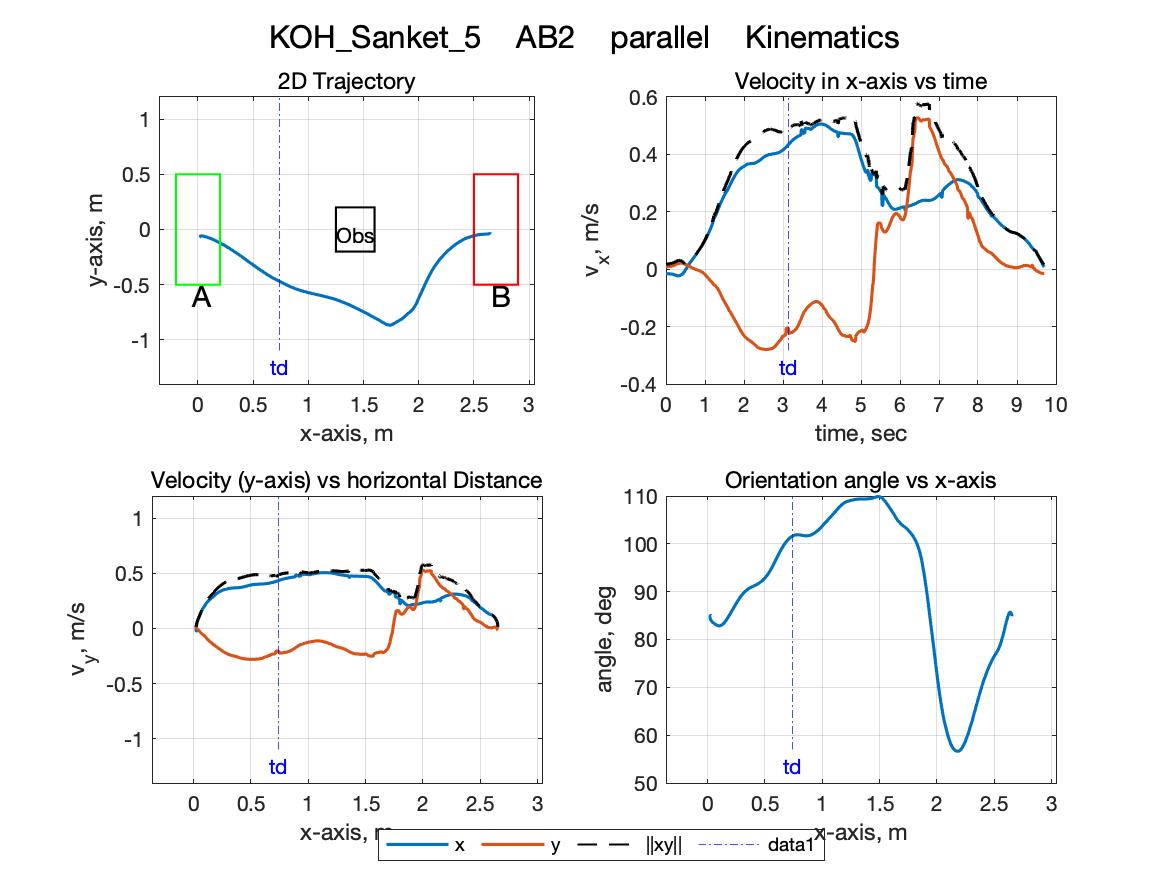 KOH_Sanket_5 AB2 parallel Kinematics
2D Trajectory
1
0.5
0
-0.5
-1
y-axis, m
A
Obs
B
td
0 0.5 1 1.5 2 2.5 3
x-axis, m
Velocity in x-axis vs time
0.6
0.4
0.2
0
-0.2
-0.4
vx, m/s
td
0 1 2 3 4 5 6 7 8 9 10
time, sec
Velocity (y-axis) vs horizontal Distance
1
0.5
0
-0.5
-1
vy, m/s
td
0 0.5 1 1.5 2 2.5 3
x-axis, m
Orientation angle vs x-axis
110
100
90
80
70
60
50
angle, deg
td
0 0.5 1 1.5 2 2.5 3
x-axis, m
x y ||xy|| data1